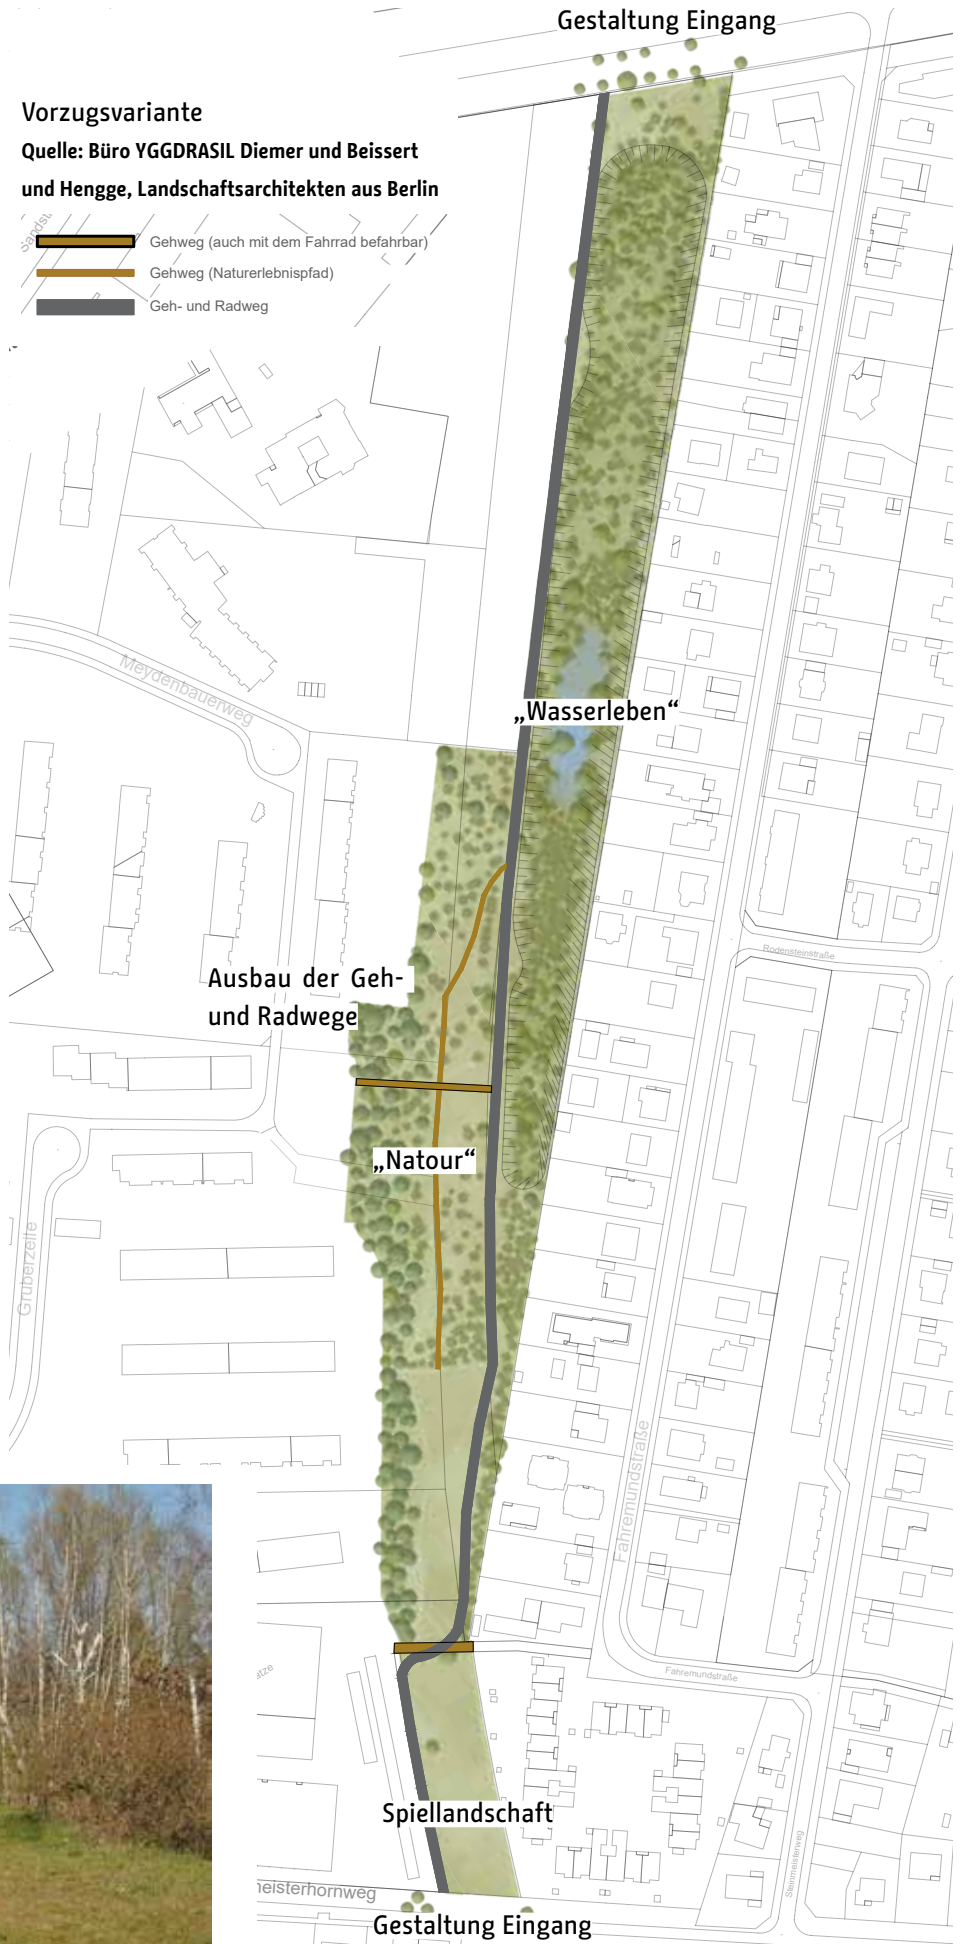 Gestaltung Eingang
Vorzugsvariante
Quelle: Büro YGGDRASIL Diemer und Beissert
und Hengge, Landschaftsarchitekten aus Berlin
Gehweg (auch mit dem Fahrrad befahrbar)
Gehweg (Naturerlebnispfad)
Geh- und Radweg
Meydenbauerweg
„Wasserleben“
Rodensteinstraße
Ausbau der Geh-
und Radwege
„Natour“
Gruberzeile
Fahremundstraße
Fahremundstraße
Spiellandschaft
Steinmeisterweg
neisterhornweg
Gestaltung Eingang